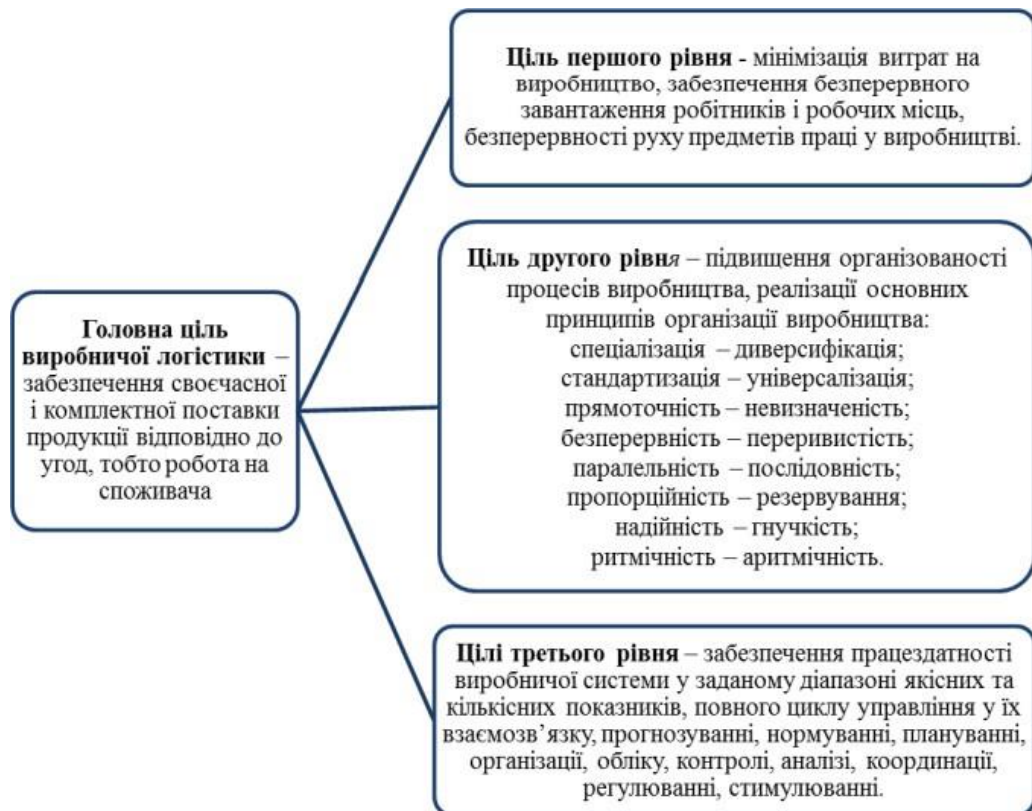 Головна ціль
виробничої логістики –
забезпечення своєчасної
і комплектної поставки
продукції відповідно до
угод, тобто робота на
споживача
Ціль першого рівня - мінімізація витрат на
виробництво, забезпечення безперервного
завантаження робітників і робочих місць,
безперервності руху предметів праці у виробництві.
Ціль другого рівня – підвищення організованості
процесів виробництва, реалізації основних
принципів організації виробництва:
спеціалізація – диверсифікація;
стандартизація – універсалізація;
прямоточність – невизначеність;
безперервність – переривистість;
паралельність – послідовність;
пропорційність – резервування;
надійність – гнучкість;
ритмічність – аритмічність.
Цілі третього рівня – забезпечення працездатності
виробничої системи у заданому діапазоні якісних та
кількісних показників, повного циклу управління у їх
взаємозв’язку, прогнозуванні, нормуванні, плануванні,
організації, обліку, контролі, аналізі, координації,
регулюванні, стимулюванні.